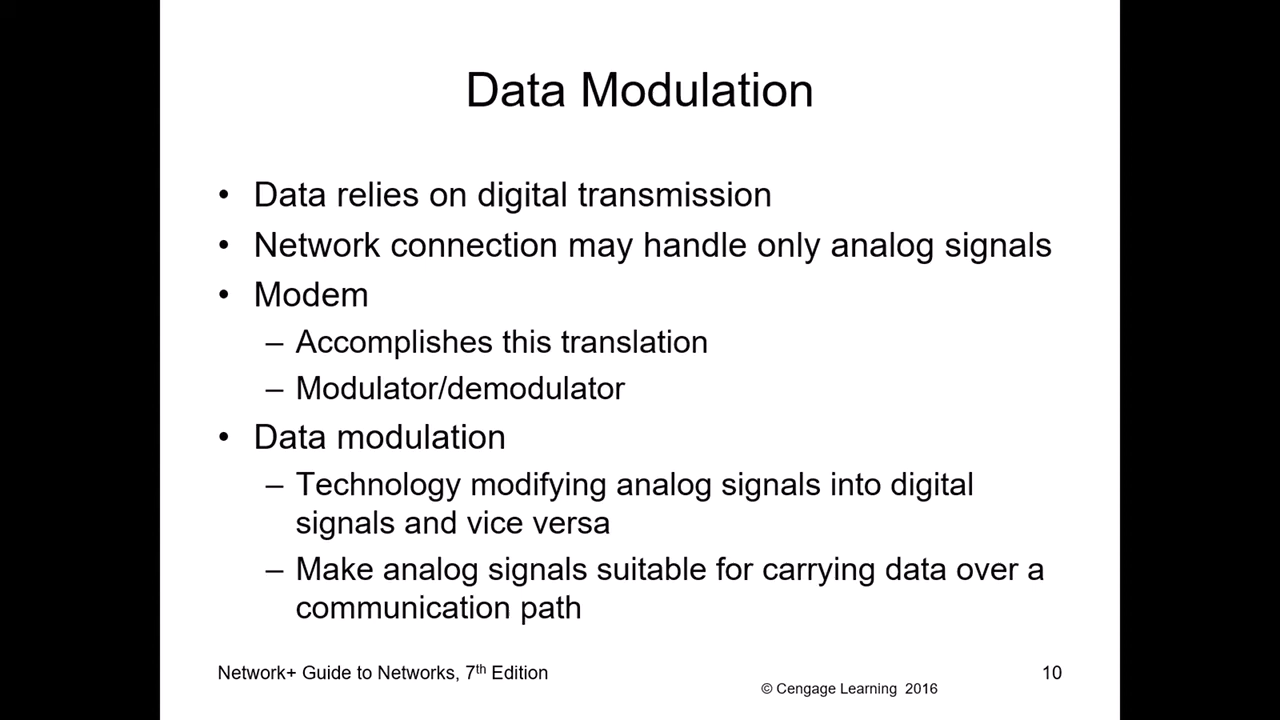 Data Modulation
• Data relies on digital transmission
• Network connection may handle only analog signals
• Modem
– Accomplishes this translation
– Modulator/demodulator
• Data modulation
– Technology modifying analog signals into digital
signals and vice versa
– Make analog signals suitable for carrying data over a
communication path
Network+ Guide to Networks, 7th Edition
© Cengage Learning 2016
10